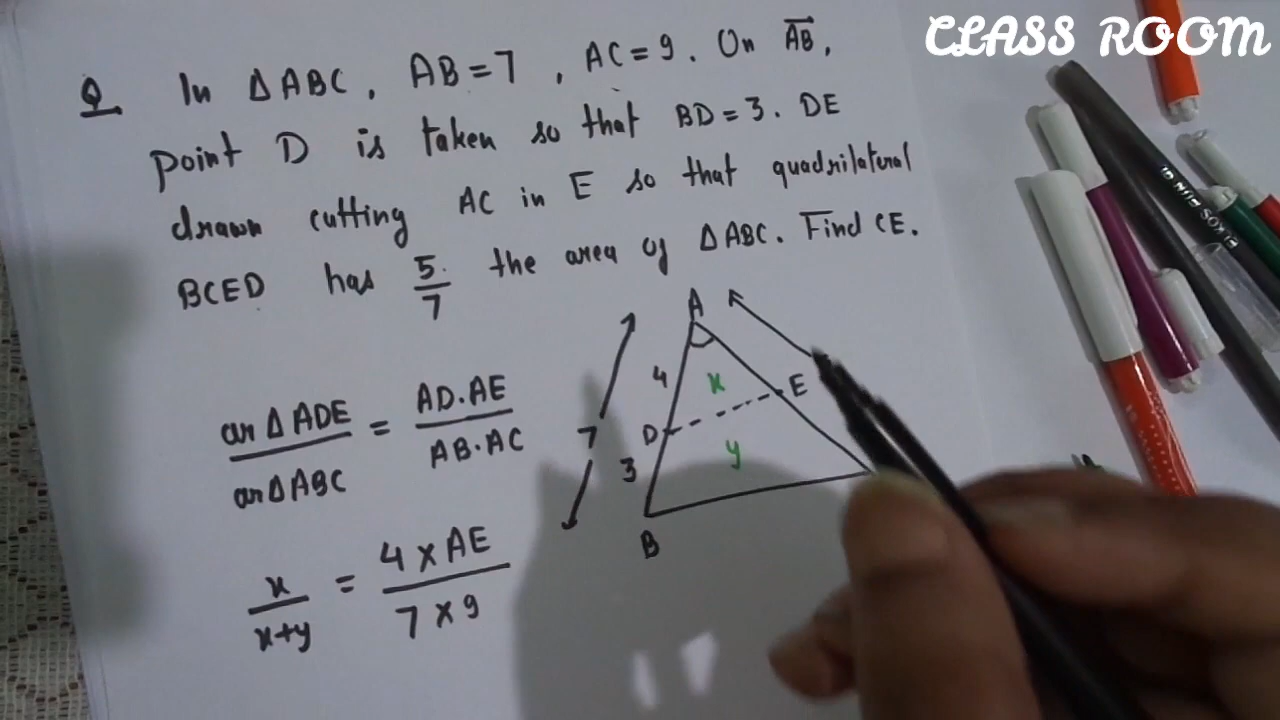 CLASS ROOM
Q In ΔABC, AB=7, AC=9. On AB,
point D is taken so that BD=3. DE
drawn cutting AC in E so that quadrilateral
BCED has 5/7 the area of ΔABC. Find CE.
A
4
x
E
7
D
y
3
B
ar ΔADE / ar ΔABC = AD.AE / AB.AC
x / x+y = 4 x AE / 7 x 9